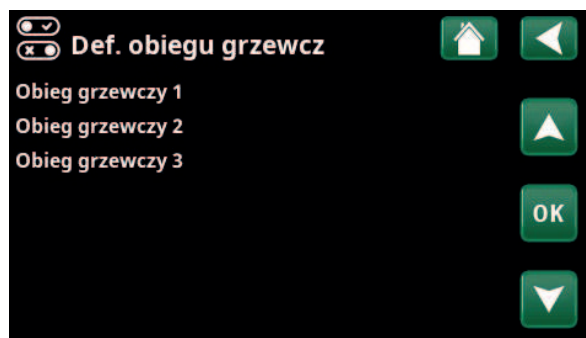 Def. obiegu grzewcz
Obieg grzewczy 1
Obieg grzewczy 2
Obieg grzewczy 3
OK